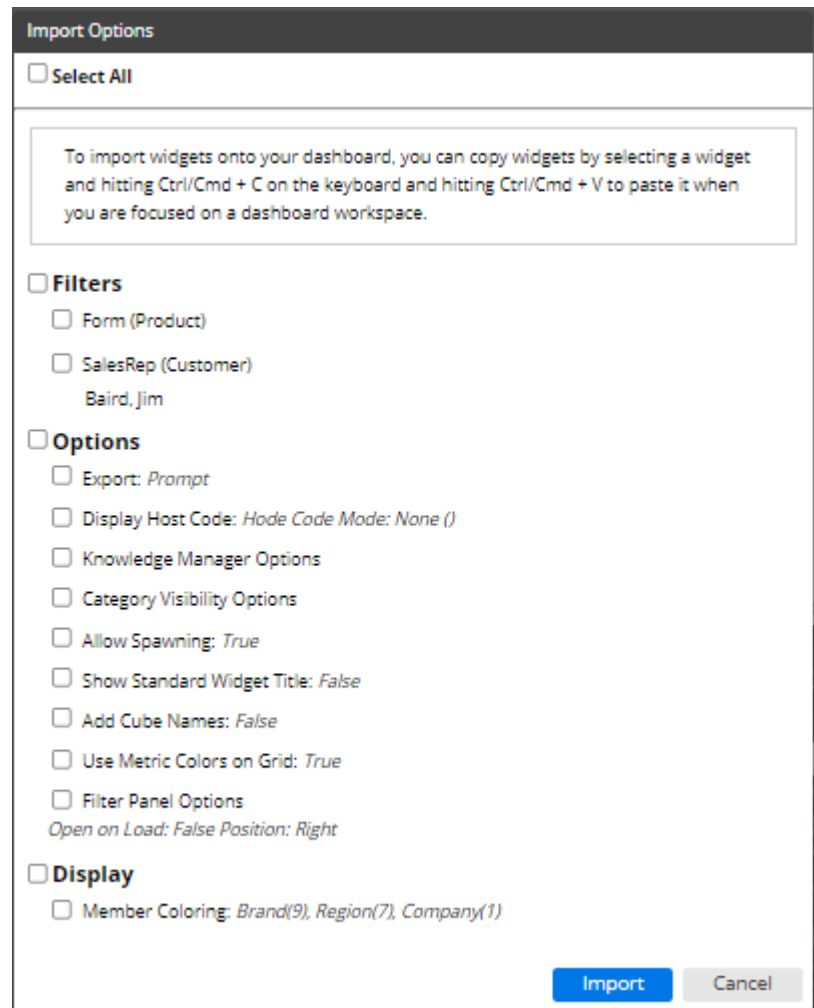 Import Options
Select All
To import widgets onto your dashboard, you can copy widgets by selecting a widget
and hitting Ctrl/Cmd + C on the keyboard and hitting Ctrl/Cmd + V to paste it when
you are focused on a dashboard workspace.
Filters
Form (Product)
SalesRep (Customer)
Baird, Jim
Options
Export: Prompt
Display Host Code: Hode Code Mode: None ()
Knowledge Manager Options
Category Visibility Options
Allow Spawning: True
Show Standard Widget Title: False
Add Cube Names: False
Use Metric Colors on Grid: True
Filter Panel Options
Open on Load: False Position: Right
Display
Member Coloring: Brand(9), Region(7), Company(1)
Import Cancel